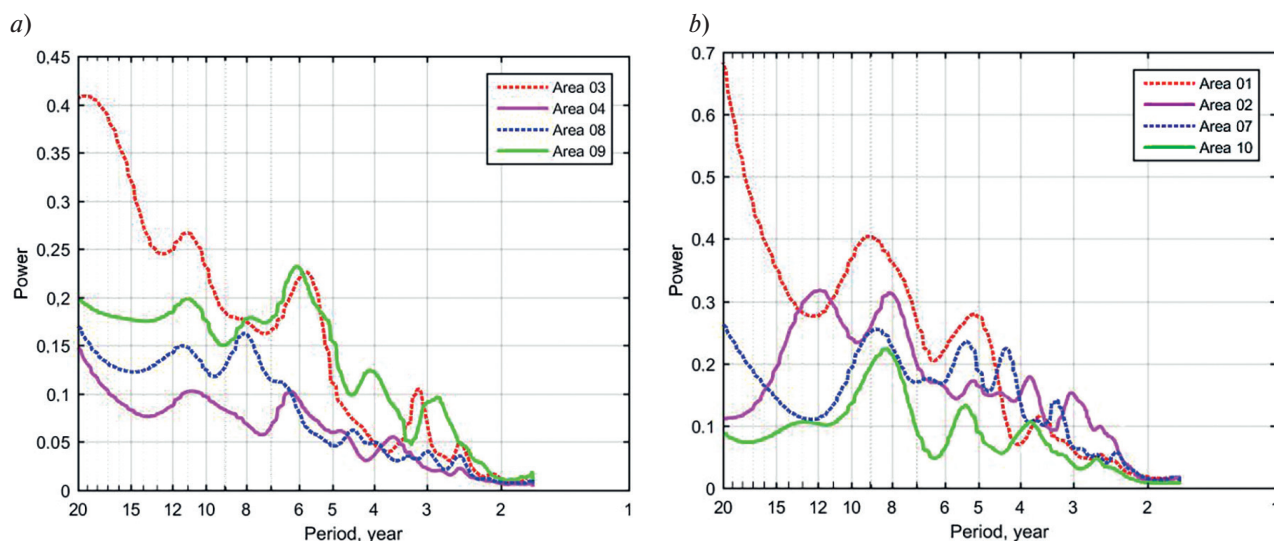 a)
0.45
0.4
0.35
0.3
0.25
0.2
0.15
0.1
0.05
0
Power
20 15 12 10 8 6 4 3 2 1
Period, year
Area 03
Area 04
Area 08
Area 09
b)
0.7
0.6
0.5
0.4
0.3
0.2
0.1
0
Power
20 15 12 10 8 6 4 3 2 1
Period, year
Area 01
Area 02
Area 07
Area 10